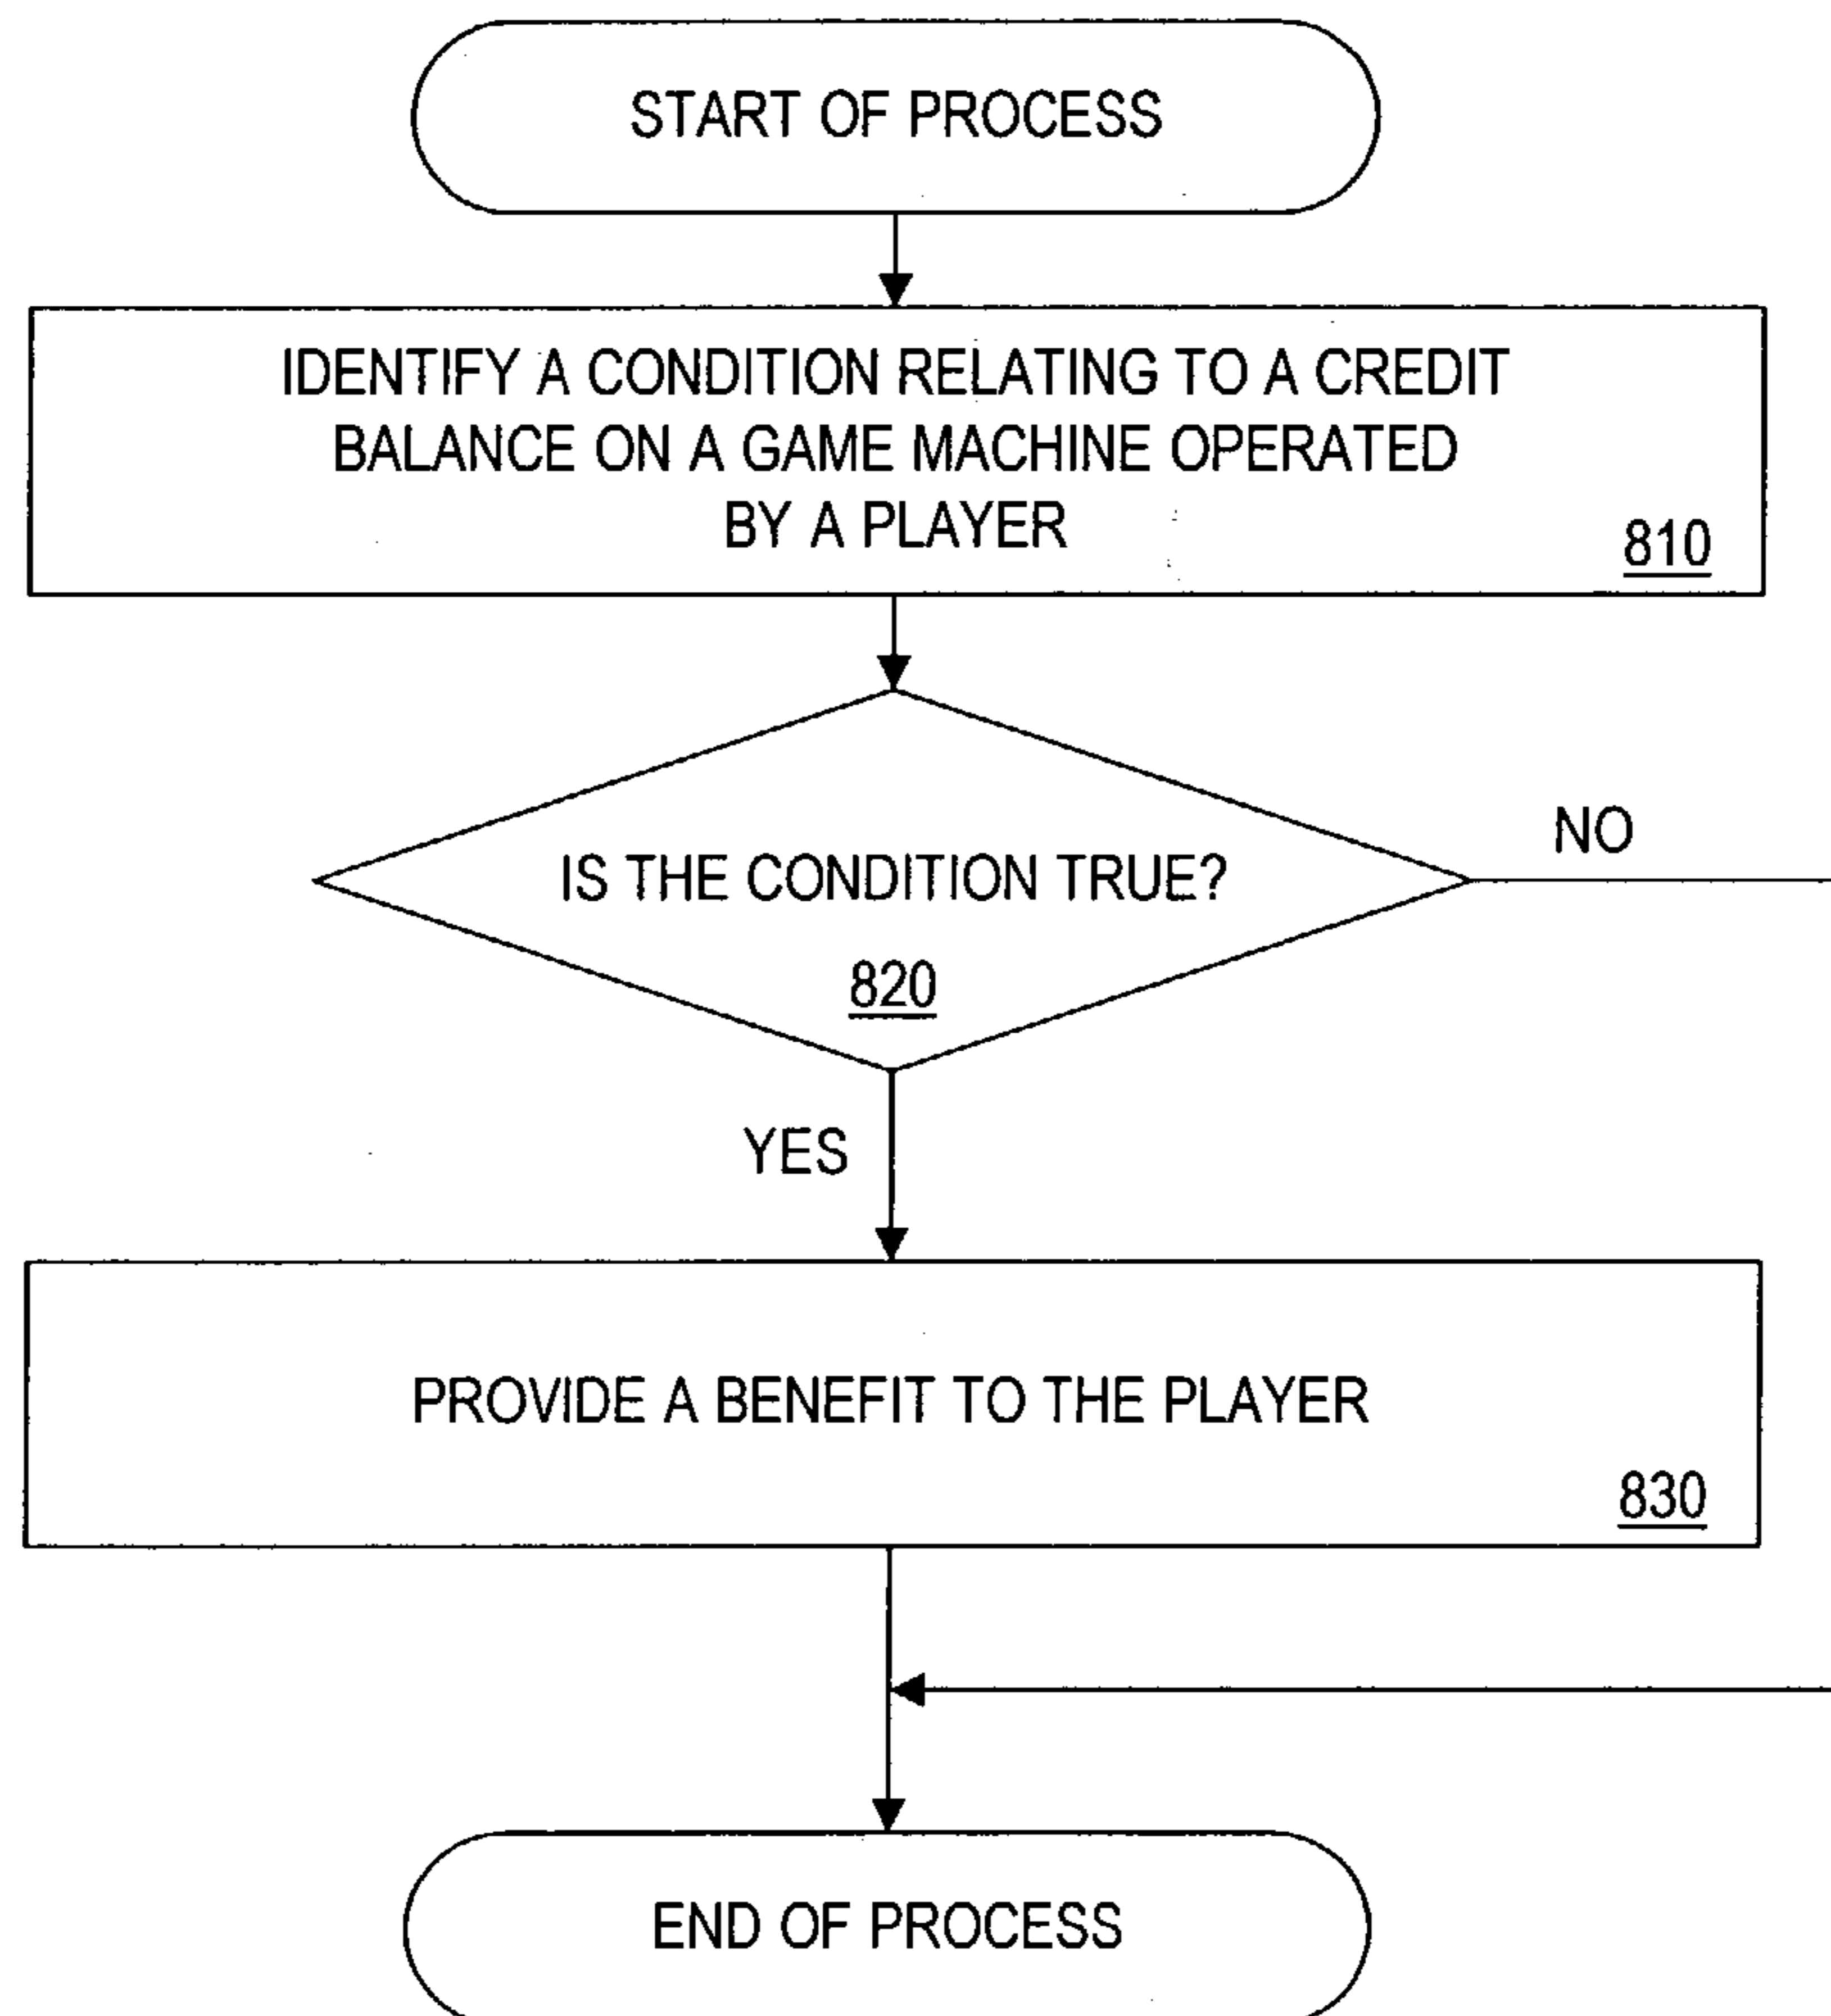 START OF PROCESS
IDENTIFY A CONDITION RELATING TO A CREDIT
BALANCE ON A GAME MACHINE OPERATED
BY A PLAYER
810
IS THE CONDITION TRUE?
NO
820
YES
PROVIDE A BENEFIT TO THE PLAYER
830
END OF PROCESS